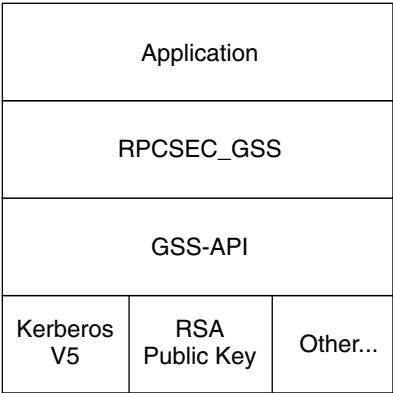 Application
RPCSEC_GSS
GSS-API
Kerberos
V5
RSA
Public Key
Other...